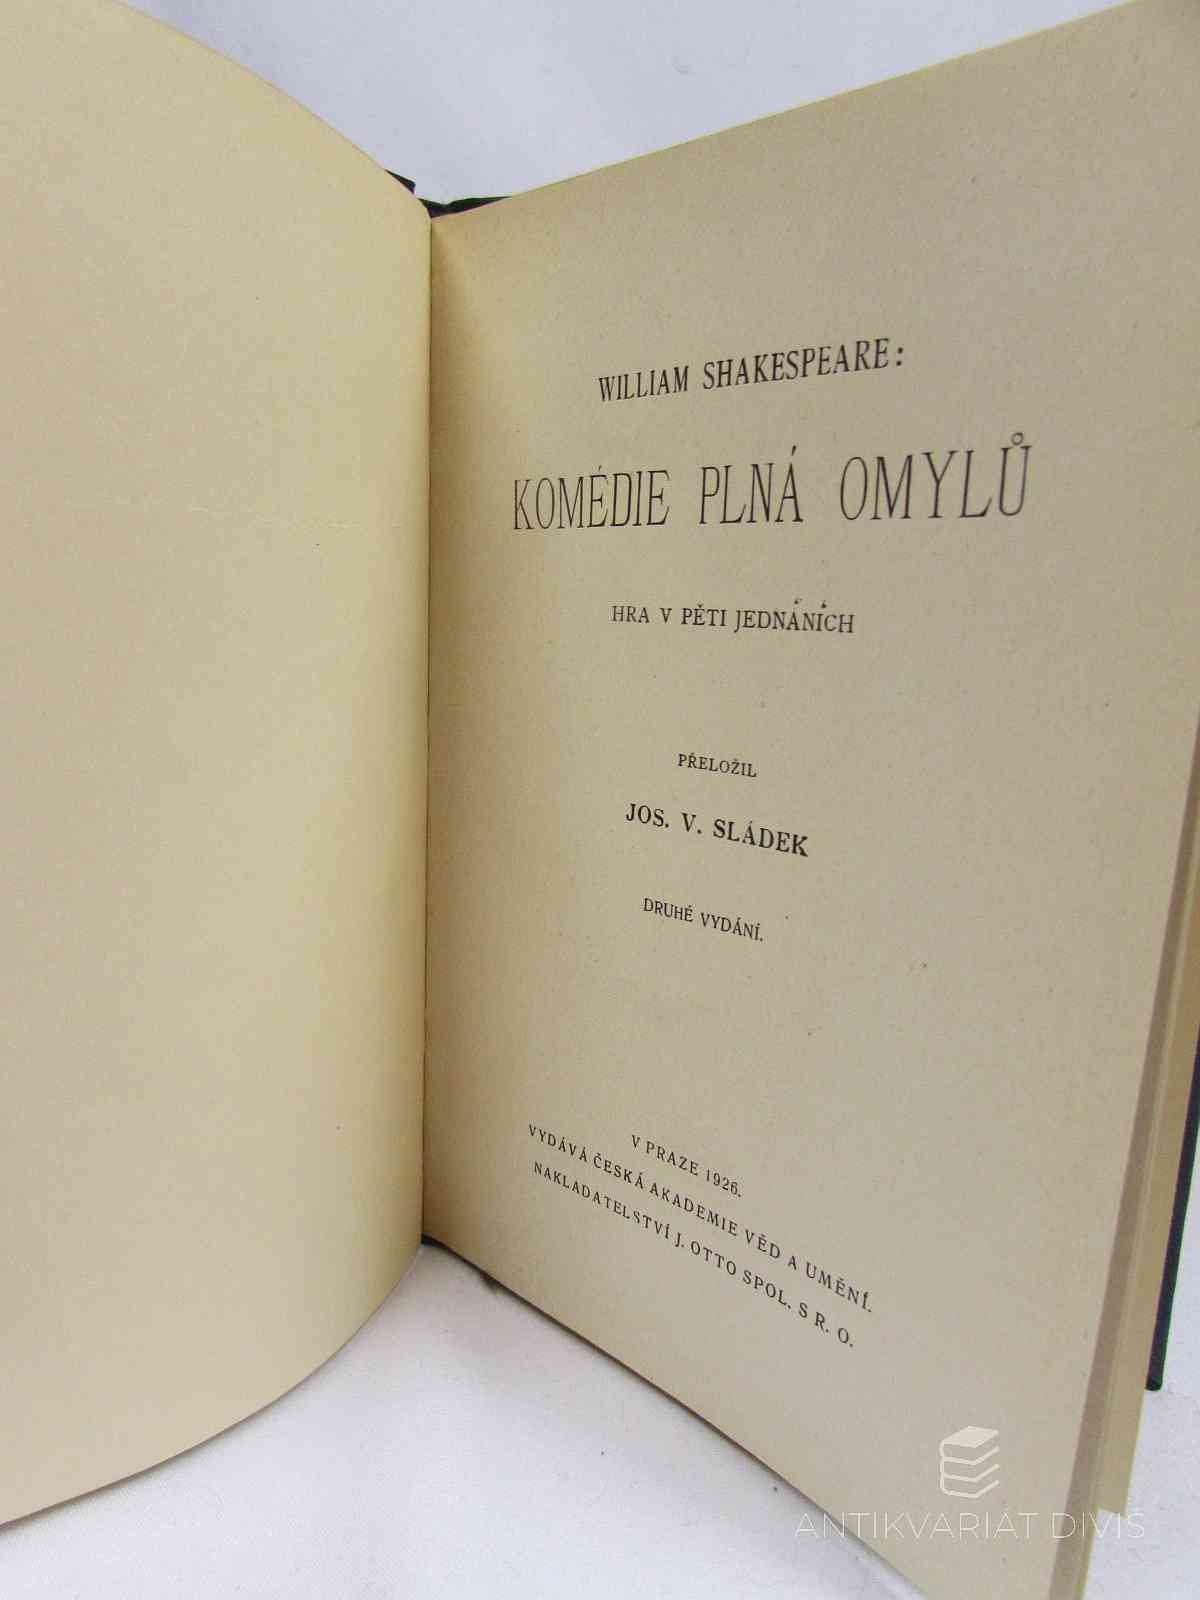 WILLIAM SHAKESPEARE:
KOMÉDIE PLNÁ OMYLŮ
HRA V PĚTI JEDNÁNÍCH
PŘELOŽIL
JOS. V. SLÁDEK
DRUHÉ VYDÁNÍ.
V PRAZE 1926.
VYDÁVÁ ČESKÁ AKADEMIE VĚD A UMĚNÍ.
NAKLADATELSTVÍ J. OTTO SPOL. S R. O.
ANTIKVARIÁT DIVIŠ